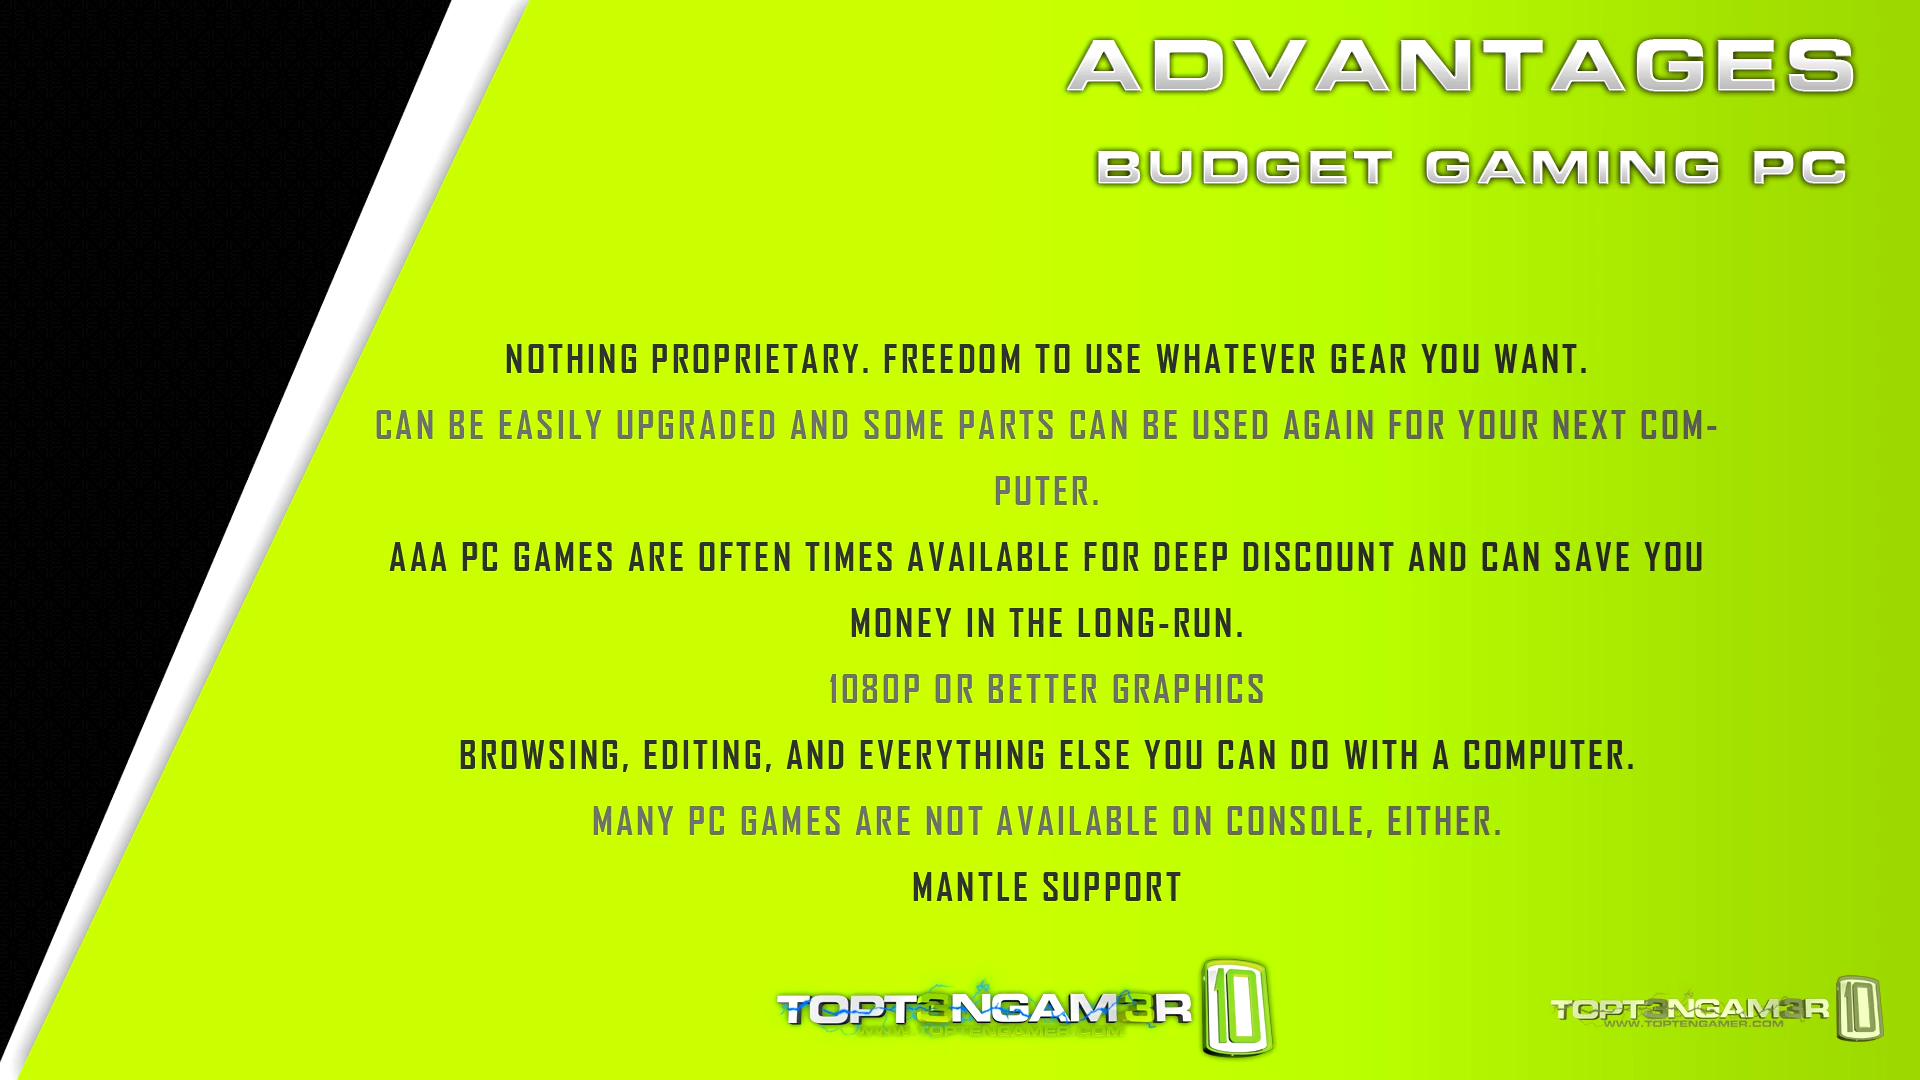 ADVANTAGES
BUDGET GAMING PC
NOTHING PROPRIETARY. FREEDOM TO USE WHATEVER GEAR YOU WANT.
CAN BE EASILY UPGRADED AND SOME PARTS CAN BE USED AGAIN FOR YOUR NEXT COM-
PUTER.
AAA PC GAMES ARE OFTEN TIMES AVAILABLE FOR DEEP DISCOUNT AND CAN SAVE YOU
MONEY IN THE LONG-RUN.
1080P OR BETTER GRAPHICS
BROWSING, EDITING, AND EVERYTHING ELSE YOU CAN DO WITH A COMPUTER.
MANY PC GAMES ARE NOT AVAILABLE ON CONSOLE, EITHER.
MANTLE SUPPORT
TOPT3NGAM3R 10
WWW.TOPTENGAMER.COM
TOPT3NGAM3R 10
WWW.TOPTENGAMER.COM